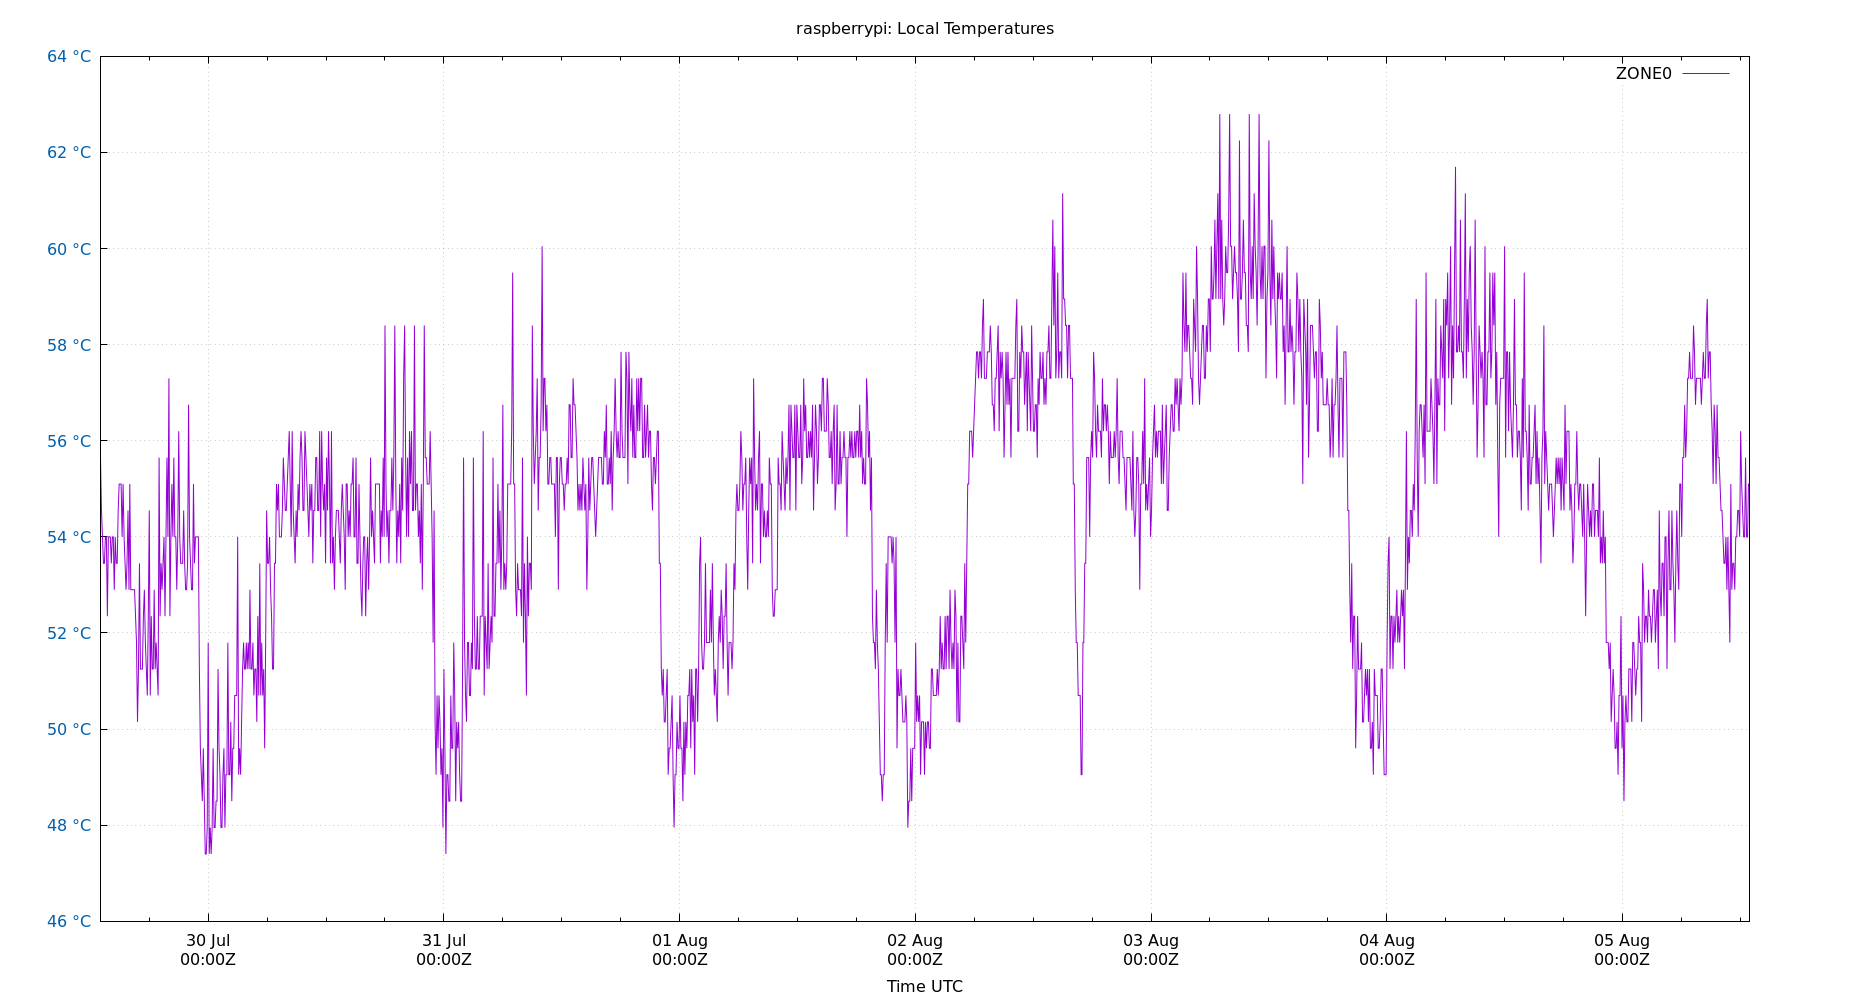 raspberrypi: Local Temperatures
64 °C
ZONE0
62 °C
60 °C
58 °C
56 °C
54 °C
52 °C
50 °C
48 °C
46 °C
30 Jul 31 Jul 01 Aug 02 Aug 03 Aug 04 Aug 05 Aug
00:00Z 00:00Z 00:00Z 00:00Z 00:00Z 00:00Z 00:00Z
Time UTC